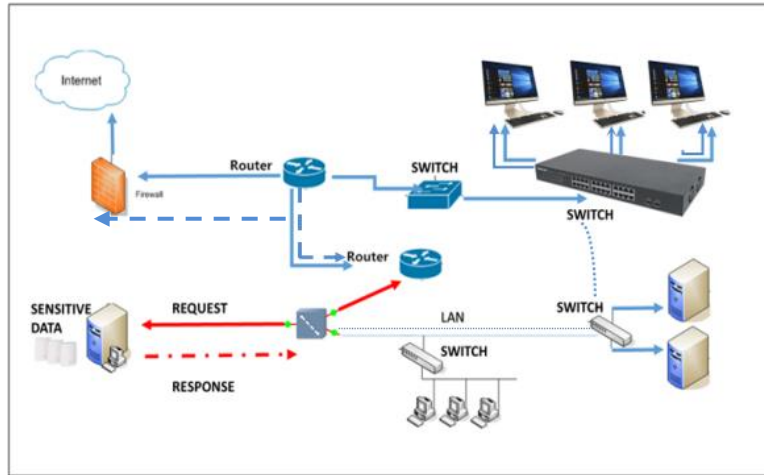 Internet
Router
SWITCH
Firewall
SWITCH
Router
SENSITIVE
DATA
REQUEST
LAN
SWITCH
SWITCH
RESPONSE